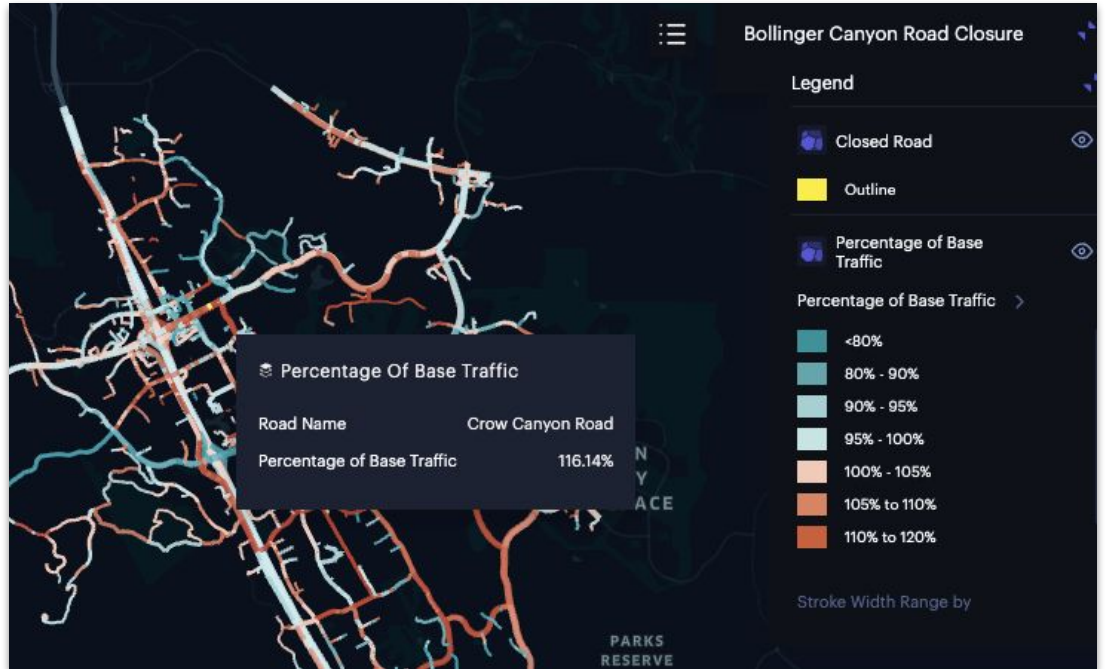 Bollinger Canyon Road Closure
Legend
Closed Road
Outline
Percentage of Base
Traffic
Percentage of Base Traffic
<80%
80% - 90%
90% - 95%
95% - 100%
100% - 105%
105% to 110%
110% to 120%
Stroke Width Range by
Percentage Of Base Traffic
Road Name Crow Canyon Road
Percentage of Base Traffic 116.14%
N
Y
ACE
PARKS
RESERVE